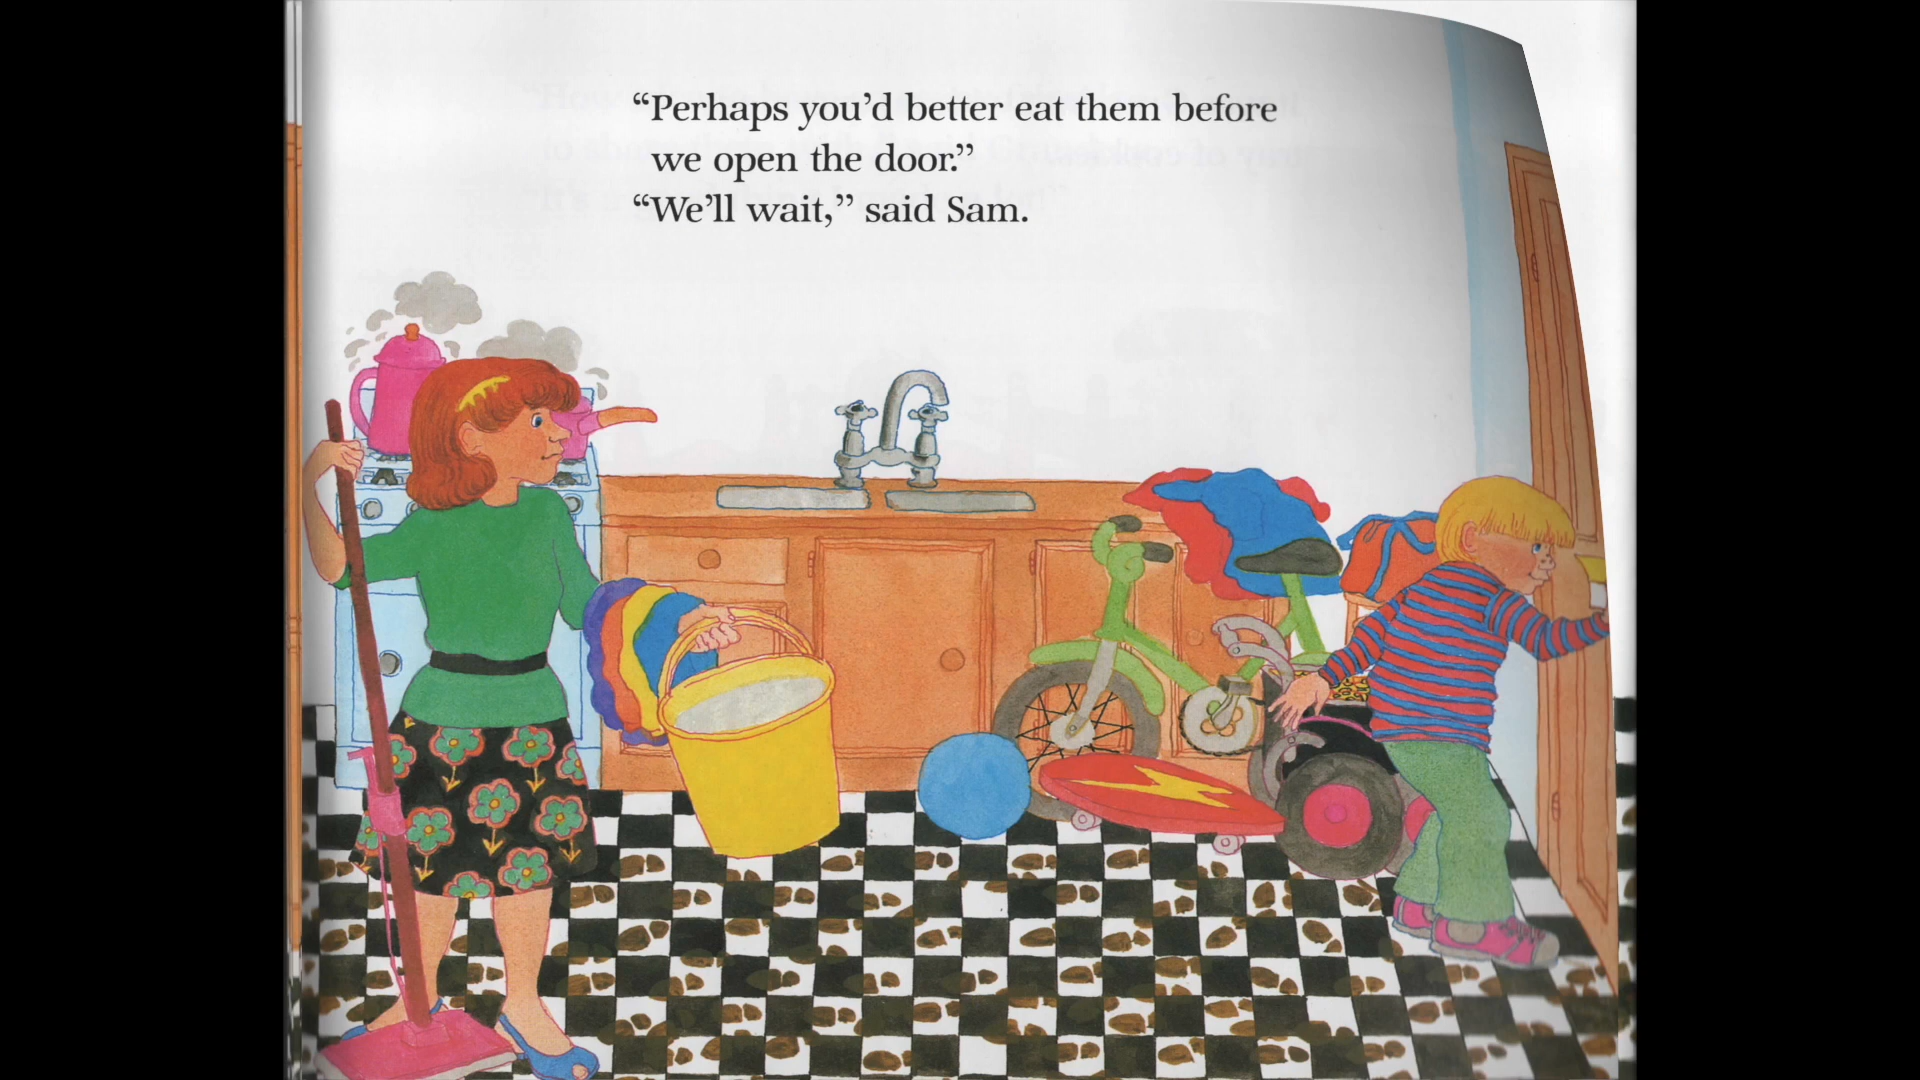 “Perhaps you’d better eat them before
we open the door.”
“We’ll wait,” said Sam.